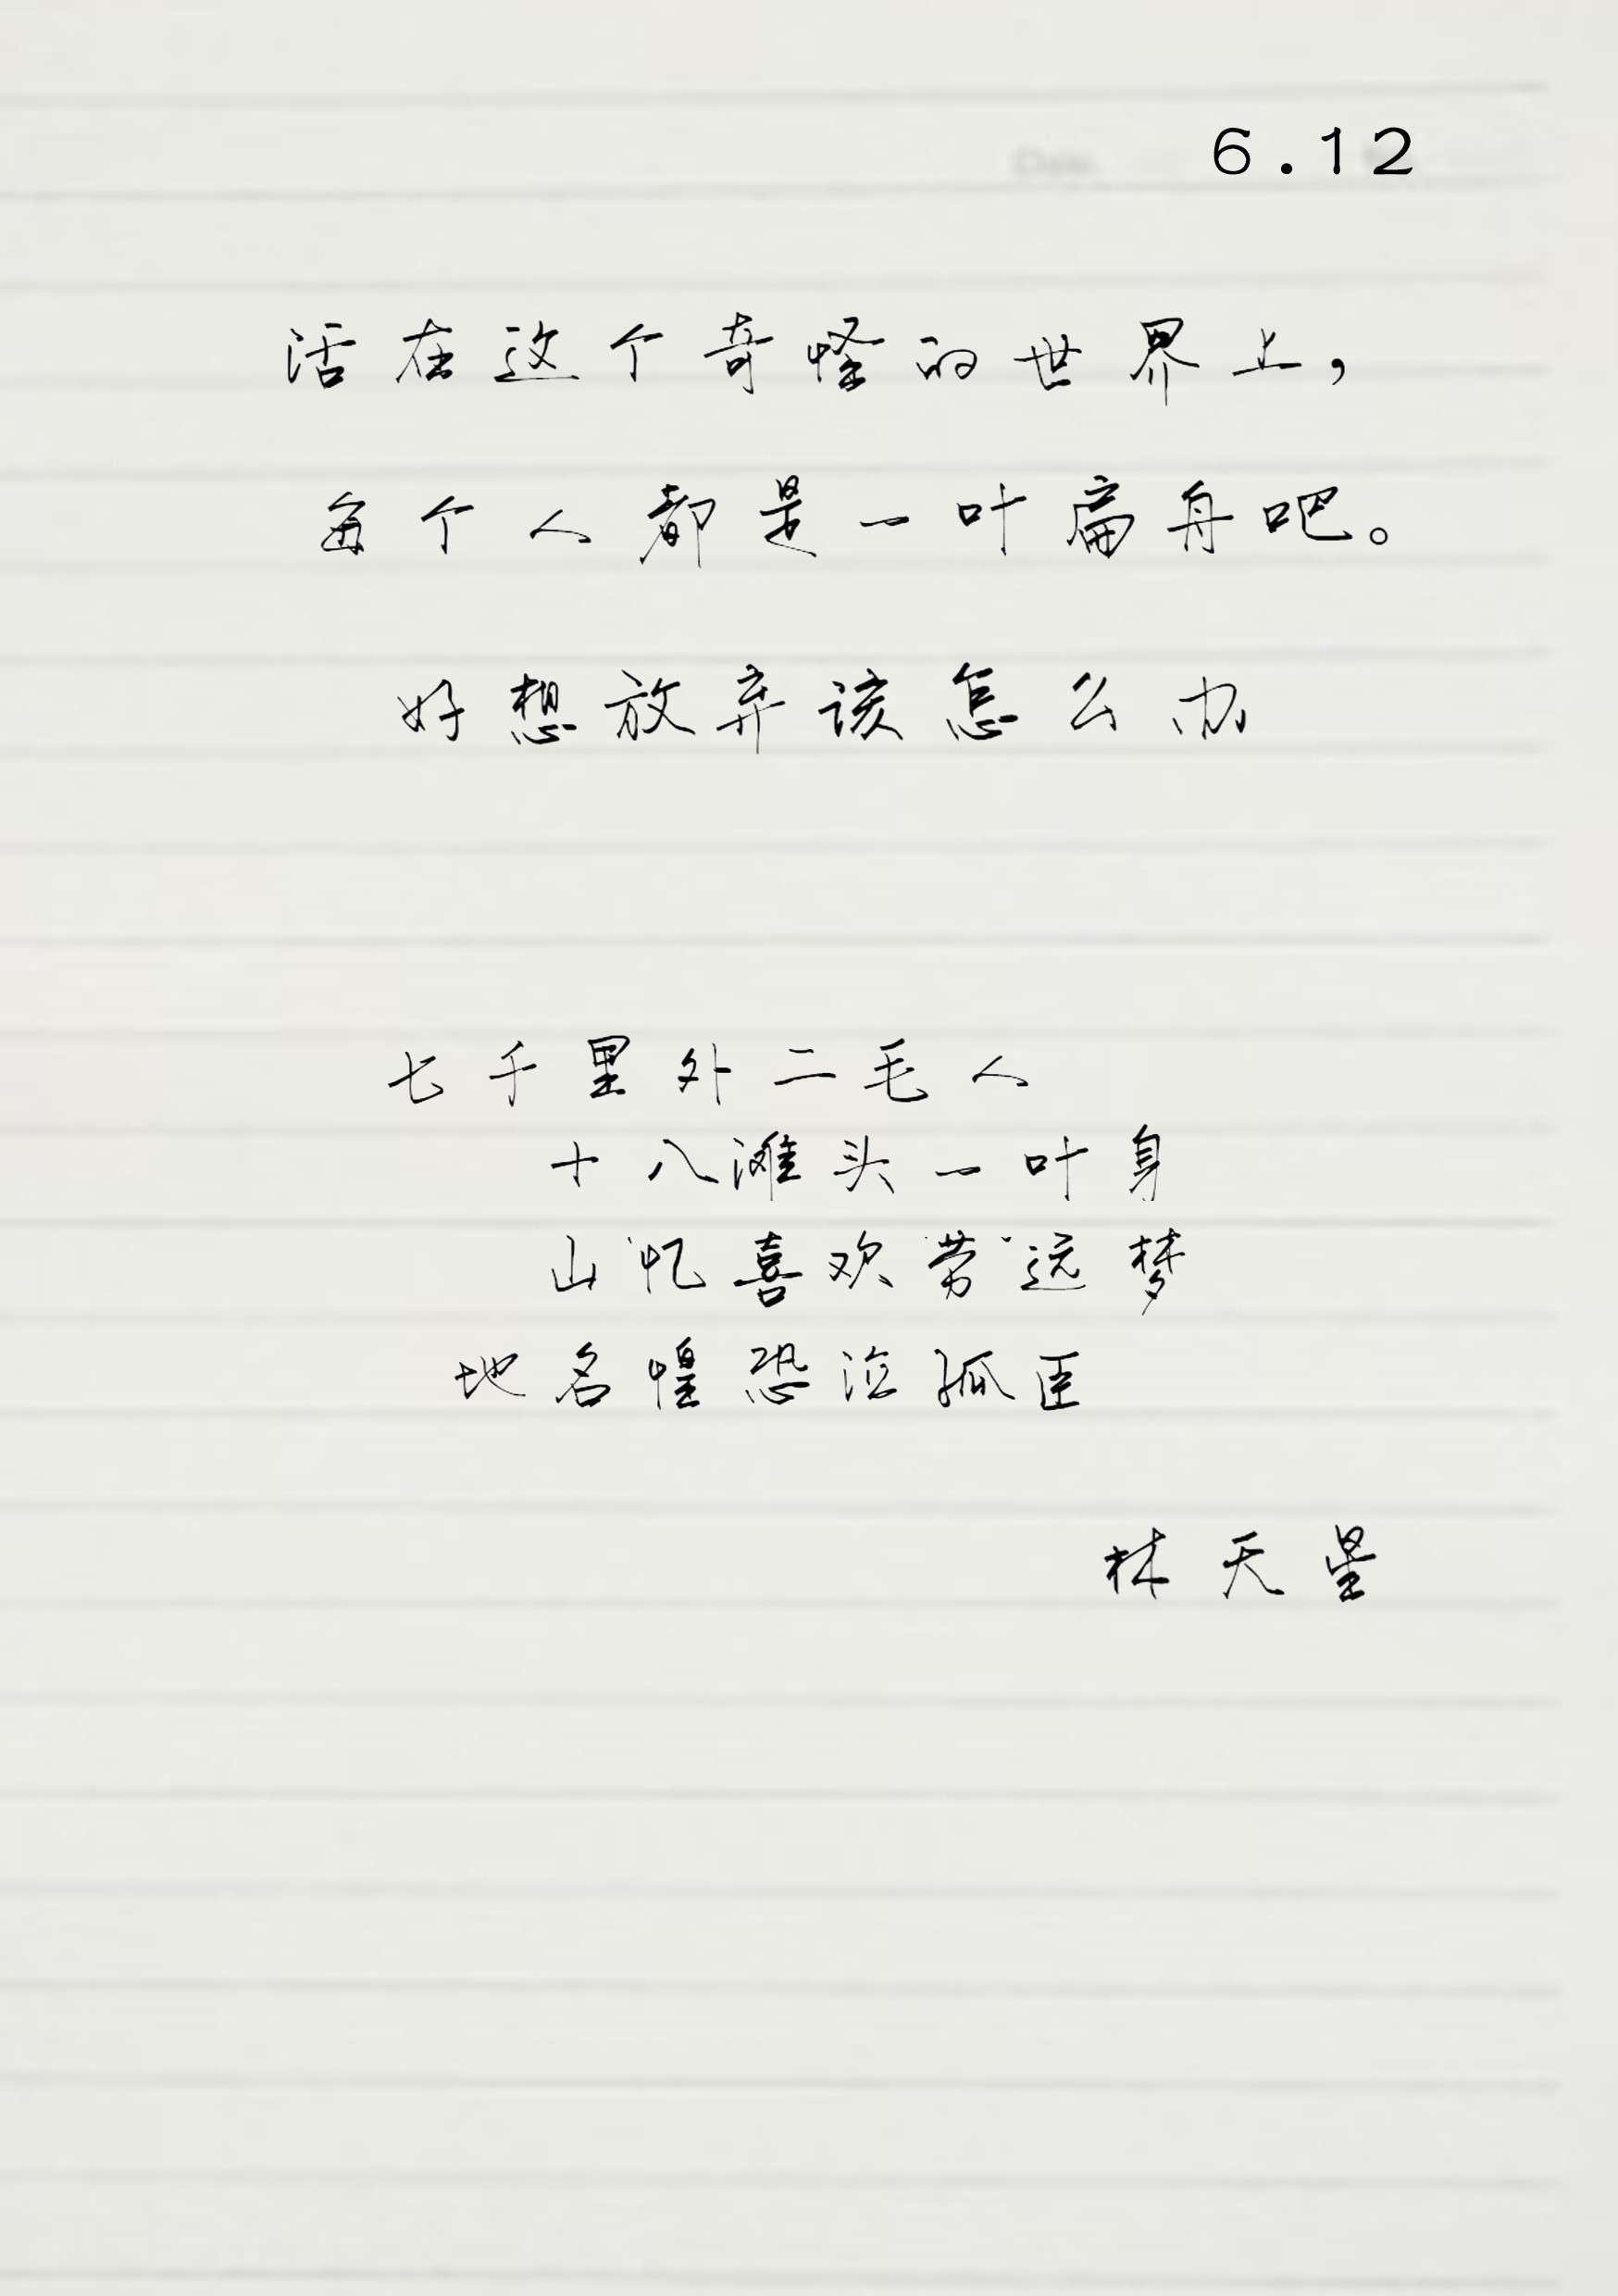 6.12
活在这个奇怪的世界上，
每个人都是一叶扁舟吧。
好想放弃该怎么办
七千里外二毛人
十八滩头一叶身
山忆喜欢劳远梦
地名惶恐泣孤臣
林天星